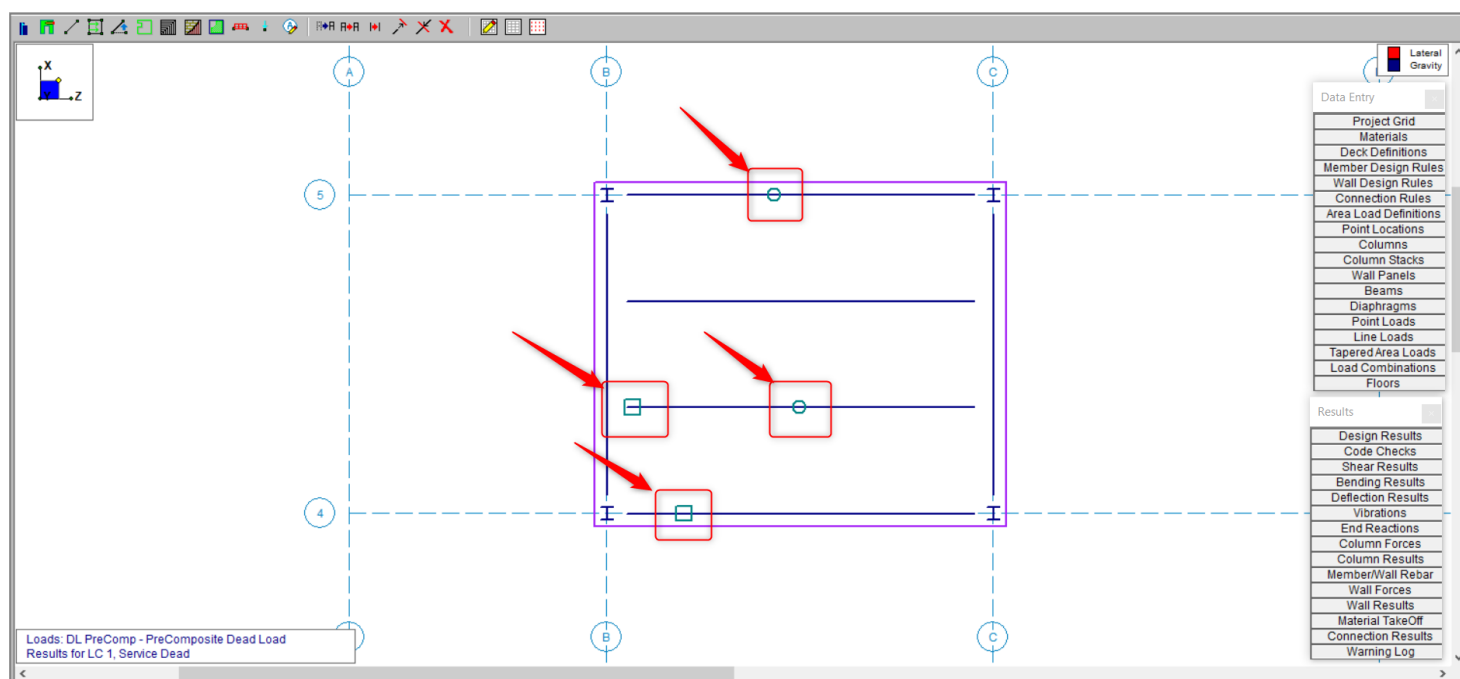 X
Y
Z
A
B
C
Lateral
Gravity
Data Entry
Project Grid
Materials
Deck Definitions
Member Design Rules
Wall Design Rules
Connection Rules
Area Load Definitions
Point Locations
Columns
Column Stacks
Wall Panels
Beams
Diaphragms
Point Loads
Line Loads
Tapered Area Loads
Load Combinations
Floors
5
4
Results
Design Results
Code Checks
Shear Results
Bending Results
Deflection Results
Vibrations
End Reactions
Column Forces
Column Results
Member/Wall Rebar
Wall Forces
Wall Results
Material TakeOff
Connection Results
Warning Log
B
C
Loads: DL PreComp - PreComposite Dead Load
Results for LC 1, Service Dead